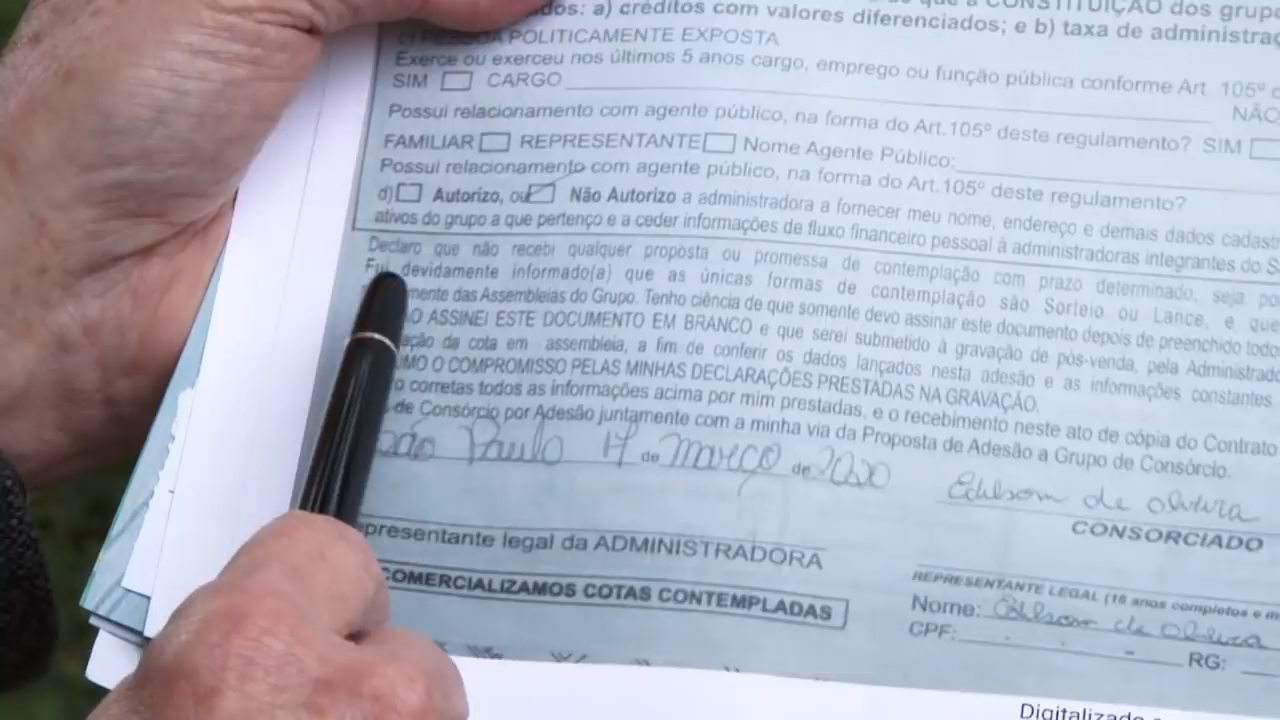 dos: a) créditos com valores diferenciados; e b) taxa de administraç
que a CONSTITUIÇÃO dos grupo
POLITICAMENTE EXPOSTA
Exerce ou exerceu nos últimos 5 anos cargo, emprego ou função pública conforme Art 105º d
SIM CARGO NÃO
Possui relacionamento com agente público, na forma do Art.105º deste regulamento? SIM
FAMILIAR REPRESENTANTE Nome Agente Público:
Possui relacionamento com agente público, na forma do Art.105º deste regulamento?
d) Autorizo, ou Não Autorizo a administradora a fornecer meu nome, endereço e demais dados cadast
ativos do grupo a que pertenço e a ceder informações de fluxo financeiro pessoal à administradoras integrantes do S
Declaro que não recebi qualquer proposta ou promessa de contemplação com prazo determinado, seja po
Fui devidamente informado(a) que as únicas formas de contemplação são Sorteio ou Lance, e que
mente das Assembleias do Grupo. Tenho ciência de que somente devo assinar este documento depois de preenchido todo
O ASSINEI ESTE DOCUMENTO EM BRANCO e que serei submetido à gravação de pós-venda, pela Administrado
ação da cota em assembleia, a fim de conferir os dados lançados nesta adesão e as informações constantes
UMO O COMPROMISSO PELAS MINHAS DECLARAÇÕES PRESTADAS NA GRAVAÇÃO.
o corretas todos as informações acima por mim prestadas, e o recebimento neste ato de cópia do Contrato
de Consórcio por Adesão juntamente com a minha via da Proposta de Adesão a Grupo de Consórcio.
São Paulo 17 de março de 2020
Edilson de Oliveira
CONSORCIADO
presentante legal da ADMINISTRADORA
COMERCIALIZAMOS COTAS CONTEMPLADAS
REPRESENTANTE LEGAL (16 anos completos e m
Nome: Edilson de Oliveira
CPF: RG:
Digitalizado